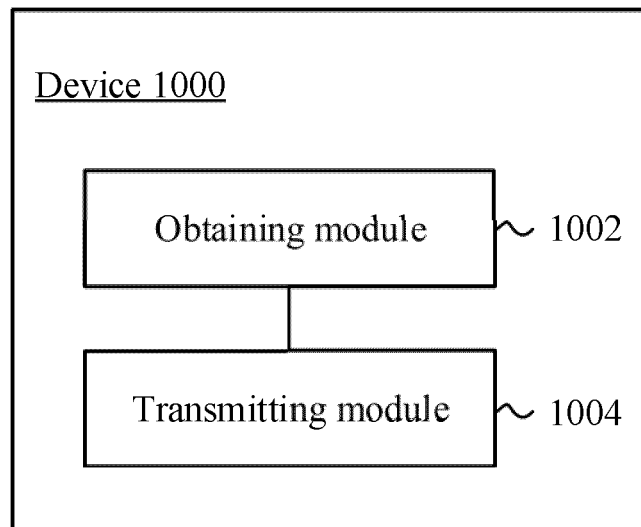 Device 1000
Obtaining module
1002
Transmitting module
1004